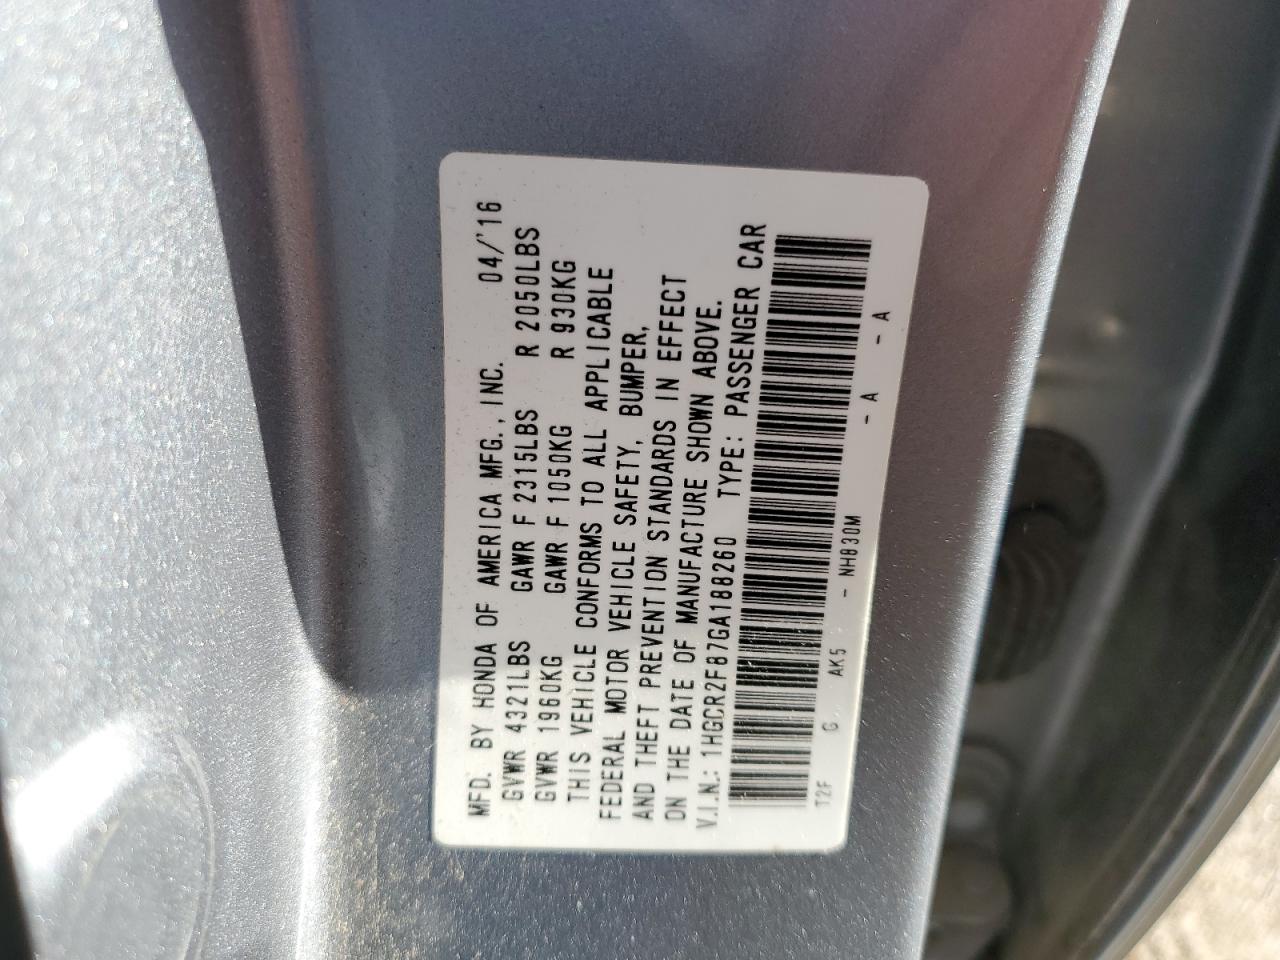 MFD. BY HONDA OF AMERICA MFG., INC. 04/'16
GVWR 4321LBS GAWR F 2315LBS R 2050LBS
GVWR 1960KG GAWR F 1050KG R 930KG
THIS VEHICLE CONFORMS TO ALL APPLICABLE
FEDERAL MOTOR VEHICLE SAFETY, BUMPER,
AND THEFT PREVENTION STANDARDS IN EFFECT
ON THE DATE OF MANUFACTURE SHOWN ABOVE.
V.I.N.: 1HGCR2F87GA188260 TYPE: PASSENGER CAR
T2F G AK5 - NH830M - A - A